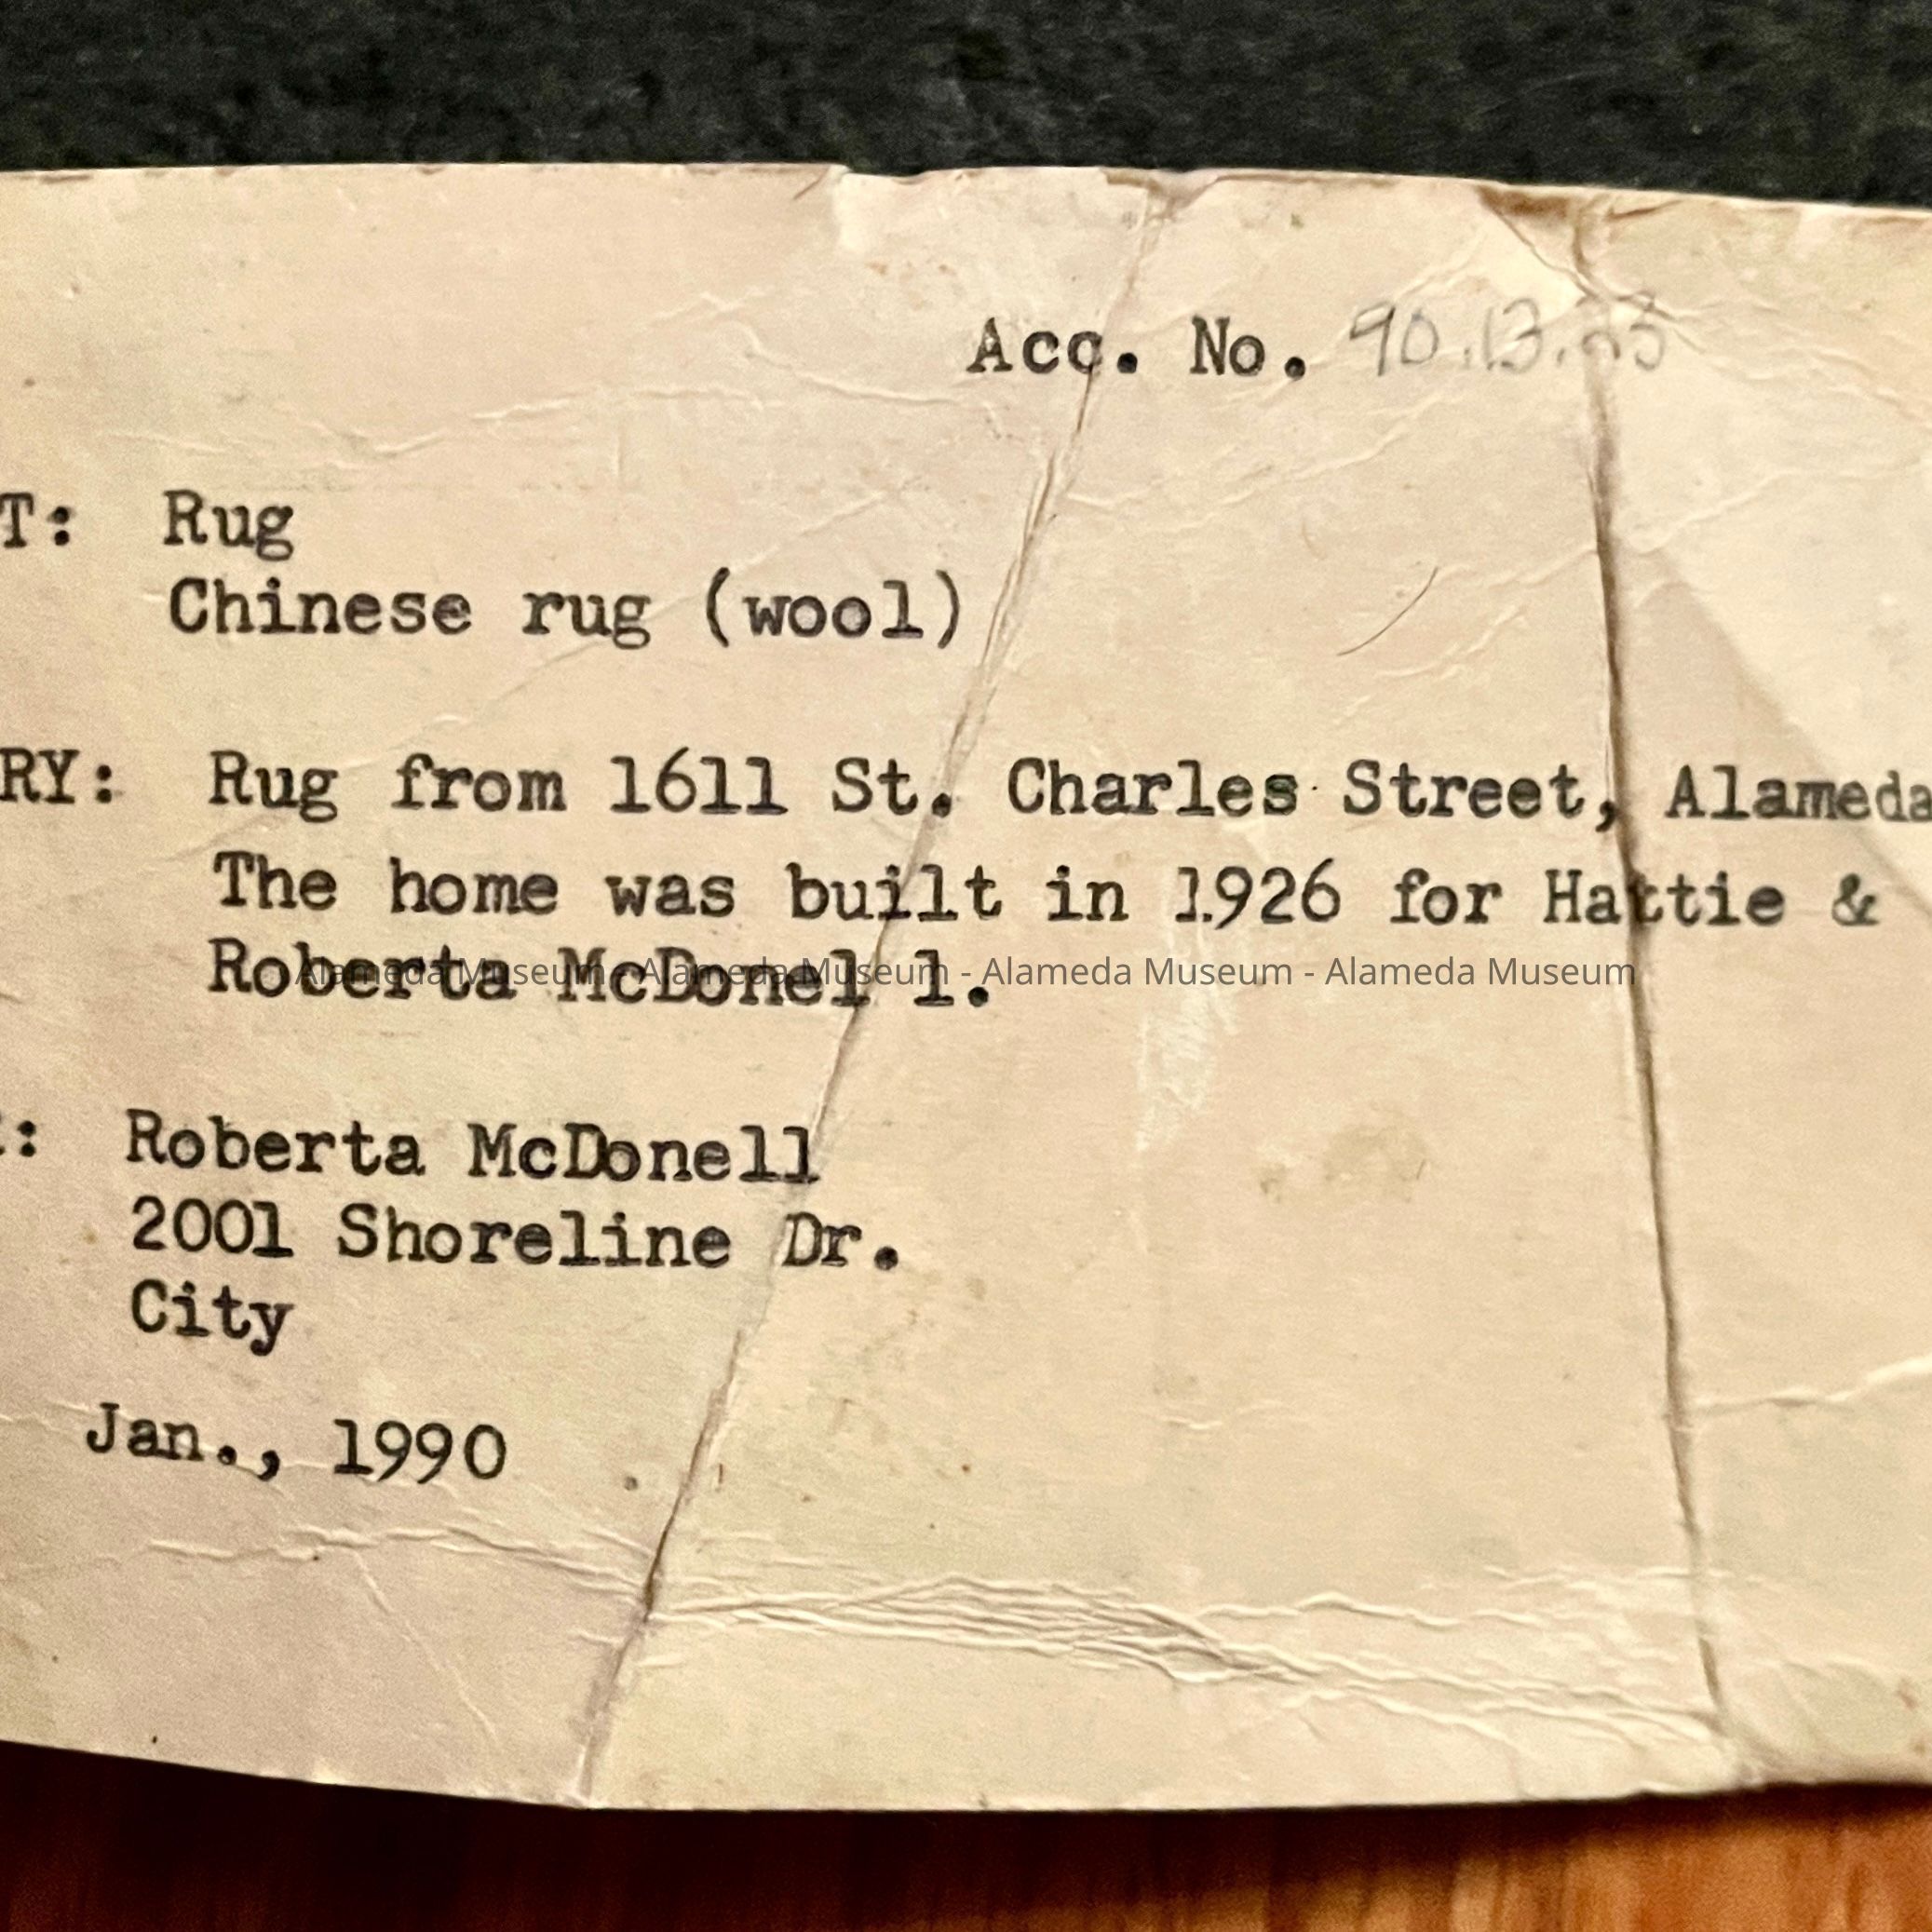 Acc. No. 90.13.
T: Rug
Chinese rug (wool)
RY: Rug from 1611 St. Charles Street, Alameda
The home was built in 1926 for Hattie &
Roberta McDonel l.
Alameda Museum - Alameda Museum - Alameda Museum - Alameda Museum
: Roberta McDonell
2001 Shoreline Dr.
City
Jan., 1990